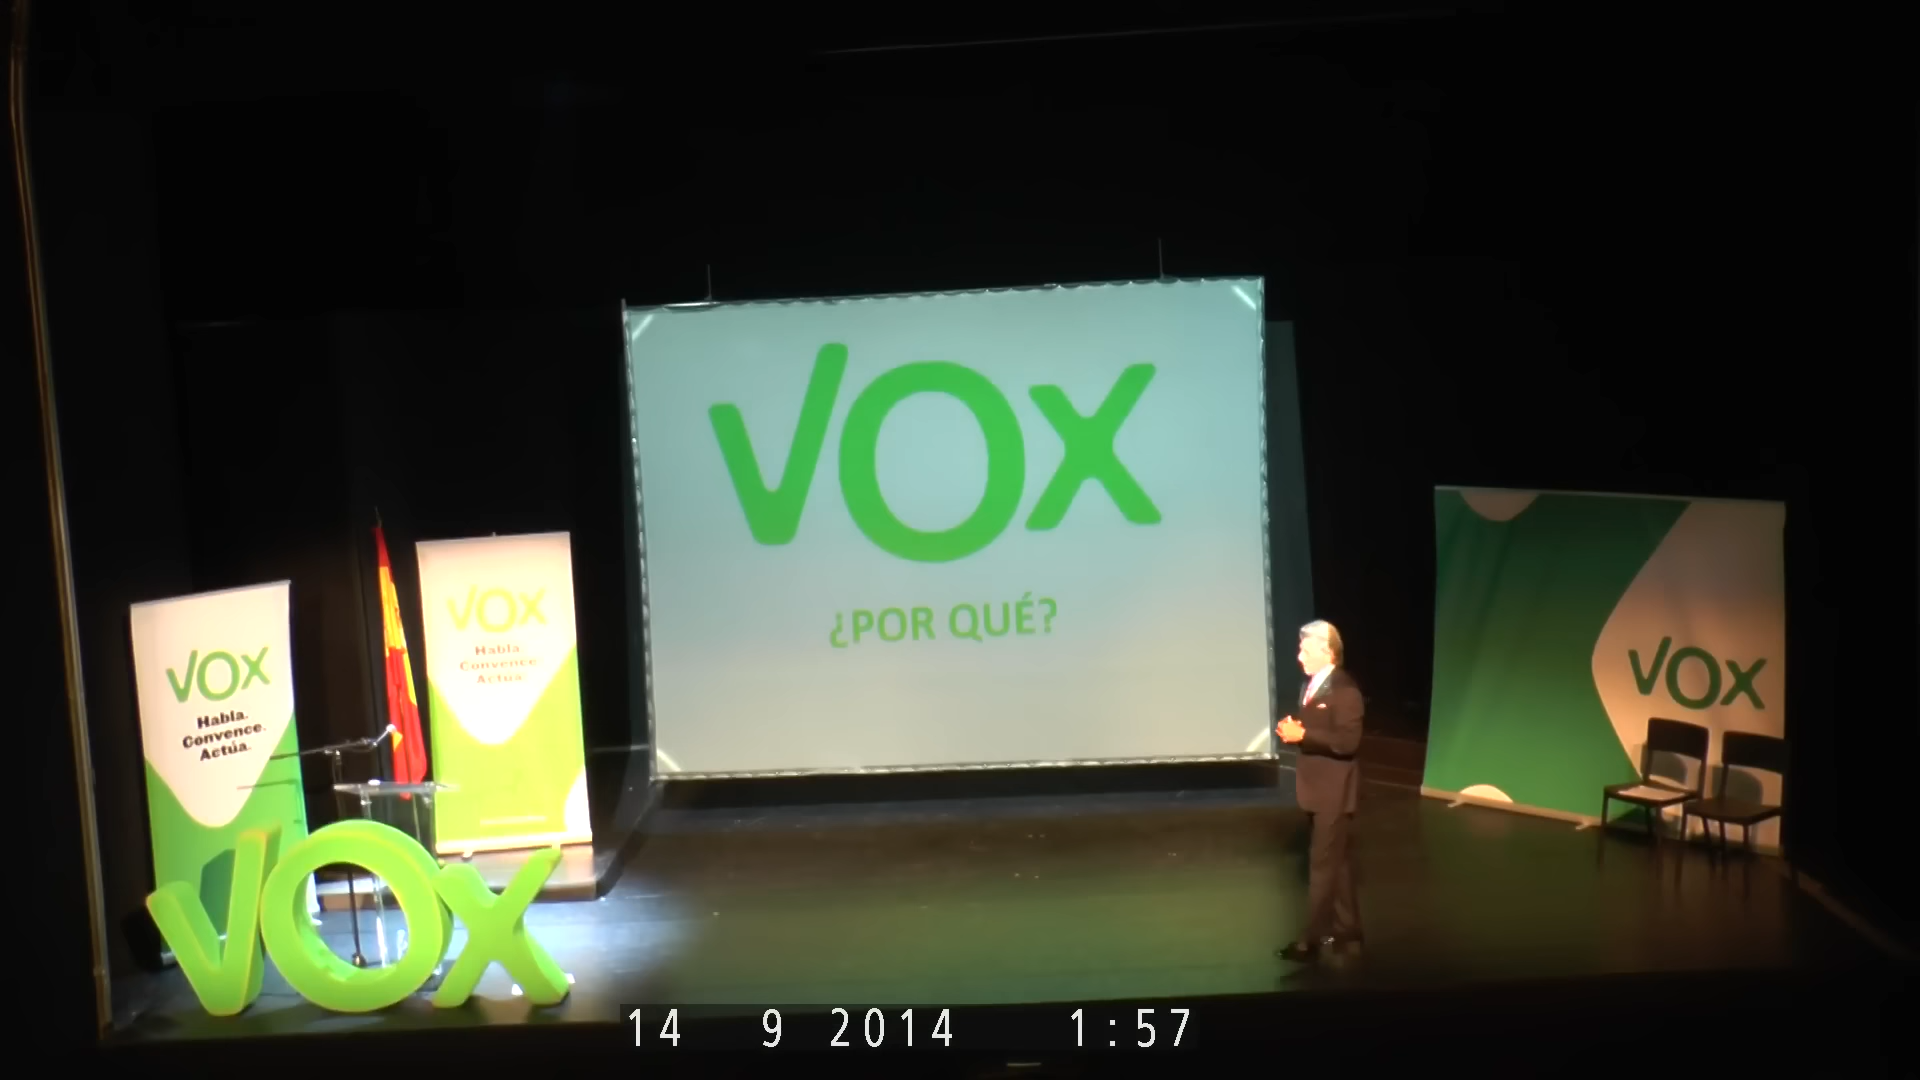 VOX
¿POR QUÉ?
VOX
Habla.
Convence.
Actúa.
VOX
Habla.
Convence.
Actúa.
VOX
VOX
14 9 2014 1:57